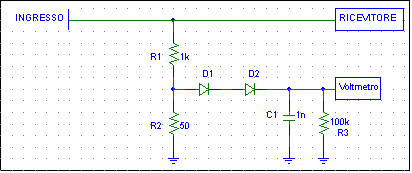 INGRESSO
RICEVITORE
R1
1k
D1
D2
Voltmetro
R2
50
C1
1n
100k
R3